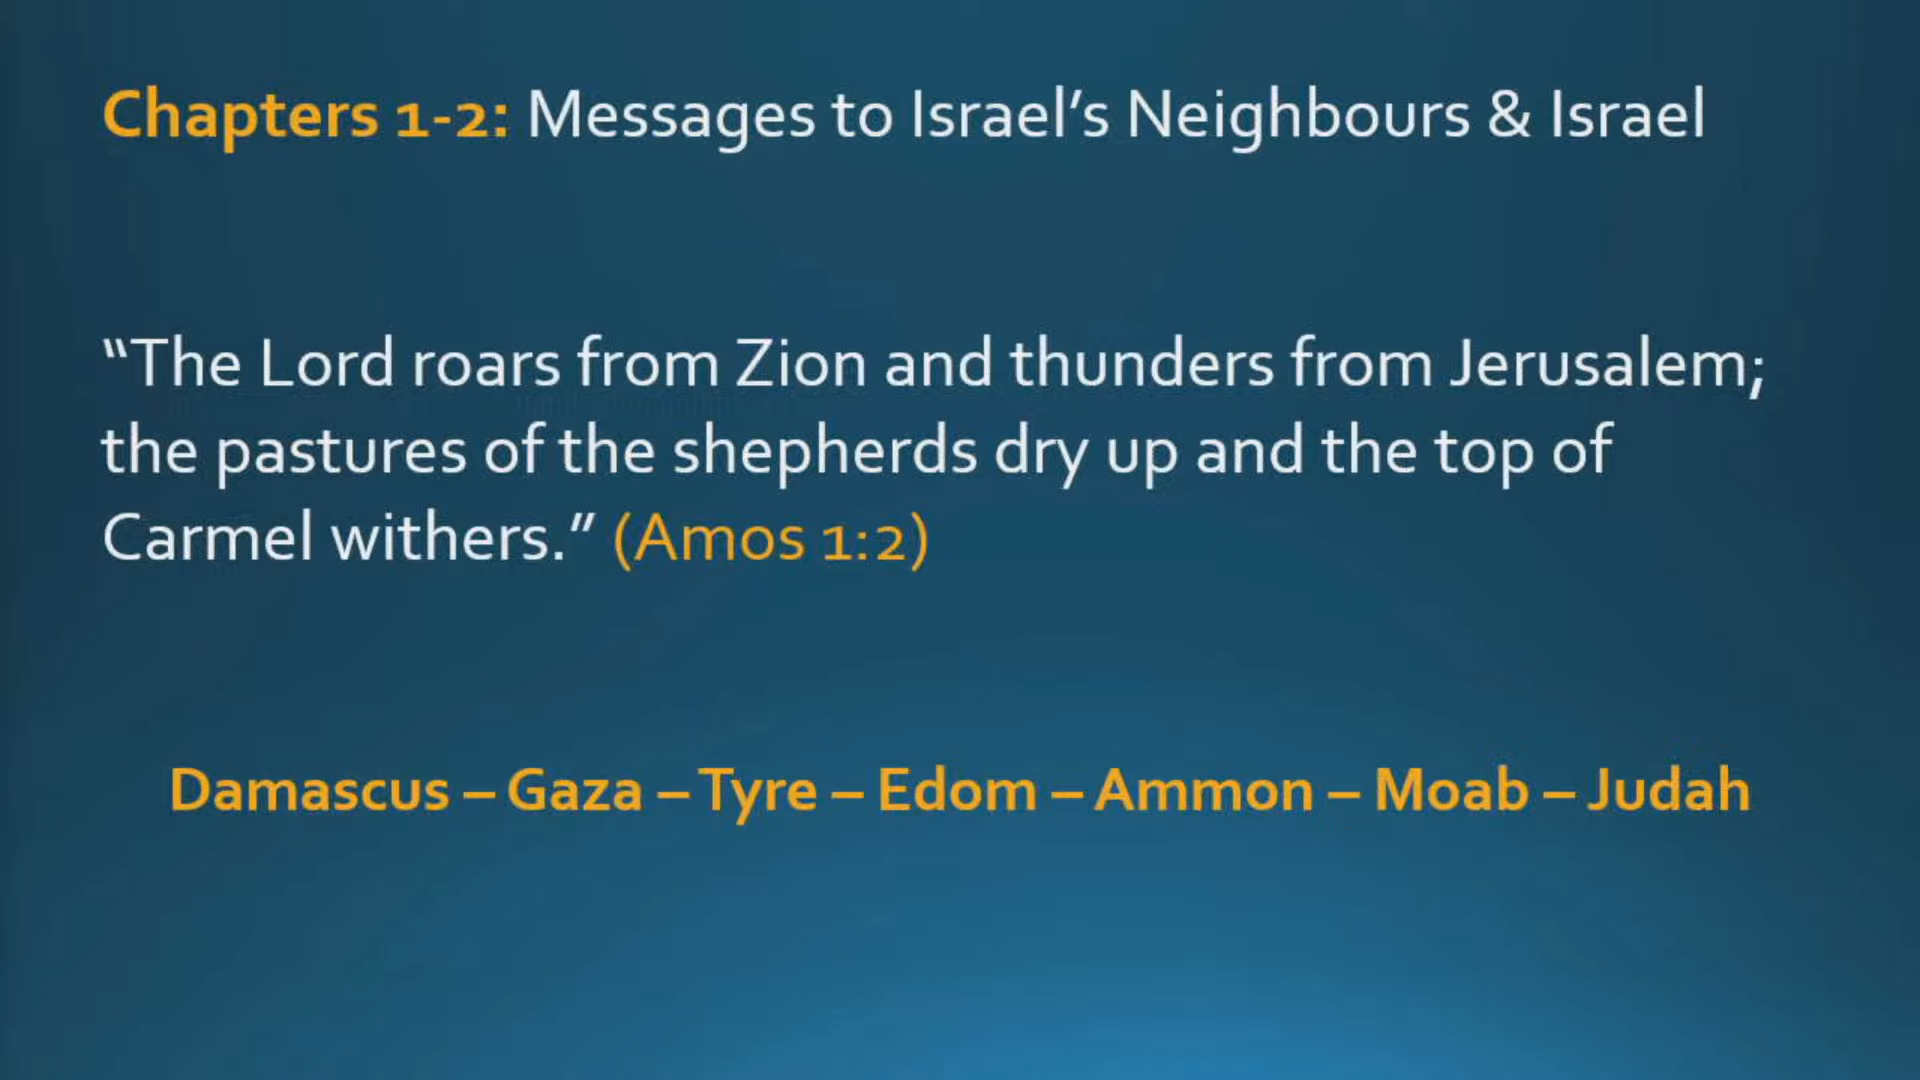 Chapters 1-2: Messages to Israel’s Neighbours & Israel
“The Lord roars from Zion and thunders from Jerusalem;
the pastures of the shepherds dry up and the top of
Carmel withers.” (Amos 1:2)
Damascus – Gaza – Tyre – Edom – Ammon – Moab – Judah